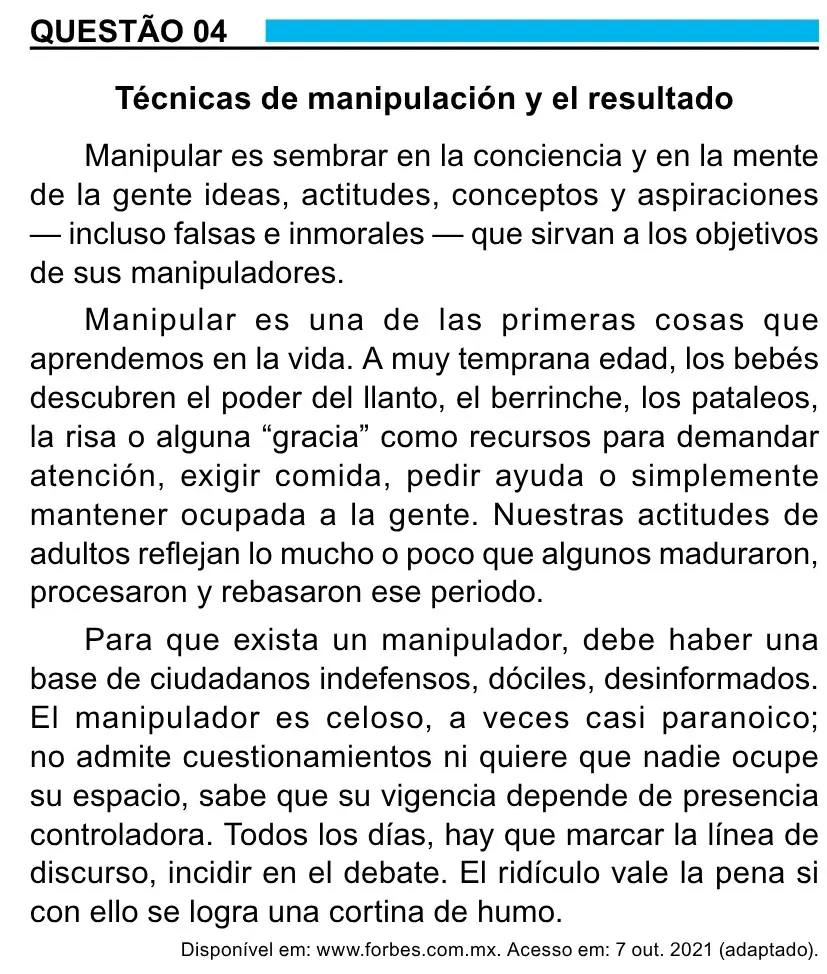 QUESTÃO 04
Técnicas de manipulación y el resultado
Manipular es sembrar en la conciencia y en la mente
de la gente ideas, actitudes, conceptos y aspiraciones
— incluso falsas e inmorales — que sirvan a los objetivos
de sus manipuladores.
Manipular es una de las primeras cosas que
aprendemos en la vida. A muy temprana edad, los bebés
descubren el poder del llanto, el berrinche, los pataleos,
la risa o alguna “gracia” como recursos para demandar
atención, exigir comida, pedir ayuda o simplemente
mantener ocupada a la gente. Nuestras actitudes de
adultos reflejan lo mucho o poco que algunos maduraron,
procesaron y rebasaron ese periodo.
Para que exista un manipulador, debe haber una
base de ciudadanos indefensos, dóciles, desinformados.
El manipulador es celoso, a veces casi paranoico;
no admite cuestionamientos ni quiere que nadie ocupe
su espacio, sabe que su vigencia depende de presencia
controladora. Todos los días, hay que marcar la línea de
discurso, incidir en el debate. El ridículo vale la pena si
con ello se logra una cortina de humo.
Disponível em: www.forbes.com.mx. Acesso em: 7 out. 2021 (adaptado).